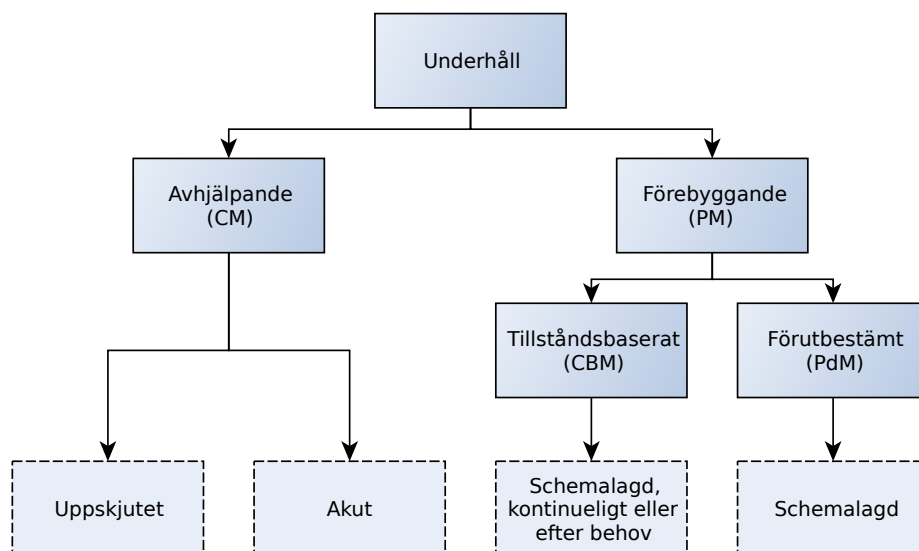 Underhåll
Avhjälpande
(CM)
Förebyggande
(PM)
Tillståndsbaserat
(CBM)
Förutbestämt
(PdM)
Uppskjutet
Akut
Schemalagd,
kontinueligt eller
efter behov
Schemalagd